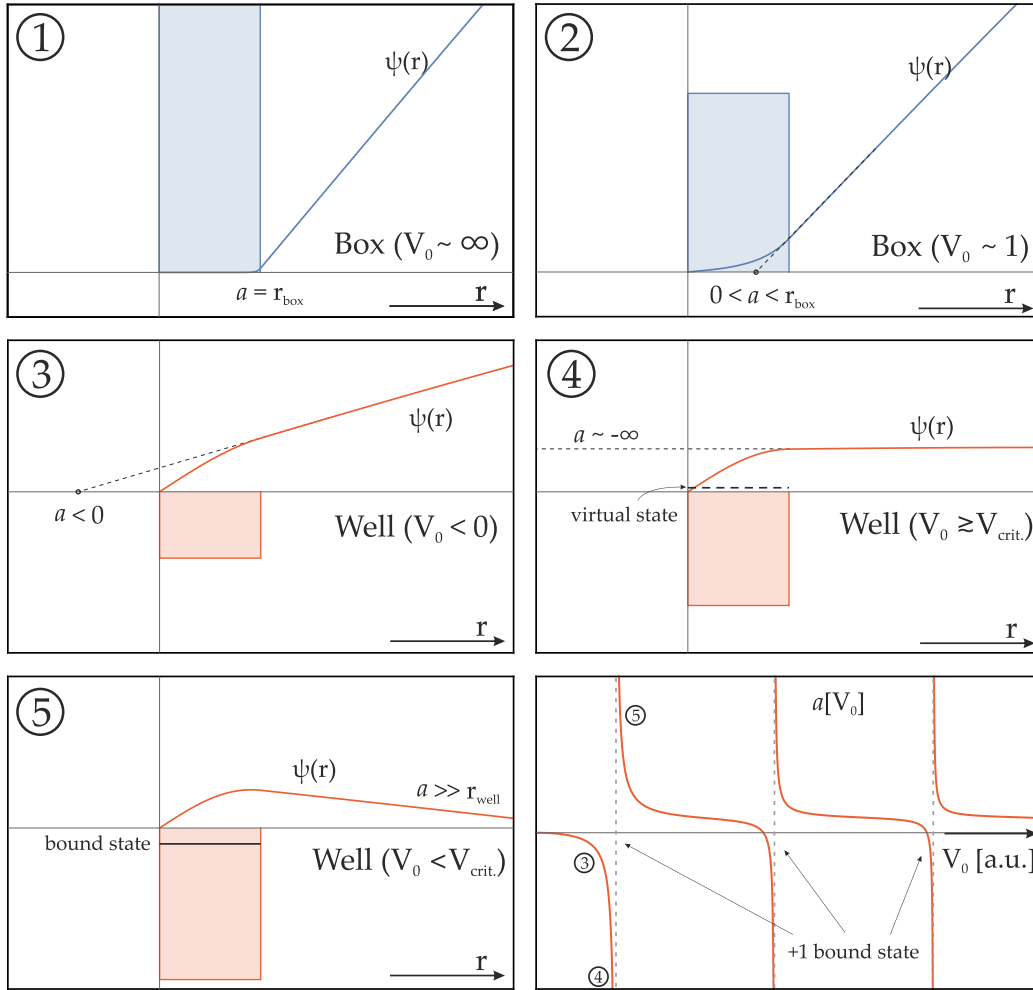 ①
ψ(r)
Box (V₀ ~ ∞)
a = r_box
r
②
ψ(r)
Box (V₀ ~ 1)
0 < a < r_box
r
③
ψ(r)
a < 0
Well (V₀ < 0)
r
④
a ~ -∞
ψ(r)
virtual state
Well (V₀ ≳ V_crit.)
r
⑤
ψ(r)
a >> r_well
bound state
Well (V₀ < V_crit.)
r
a[V₀]
⑤
③
V₀ [a.u.]
+1 bound state
④